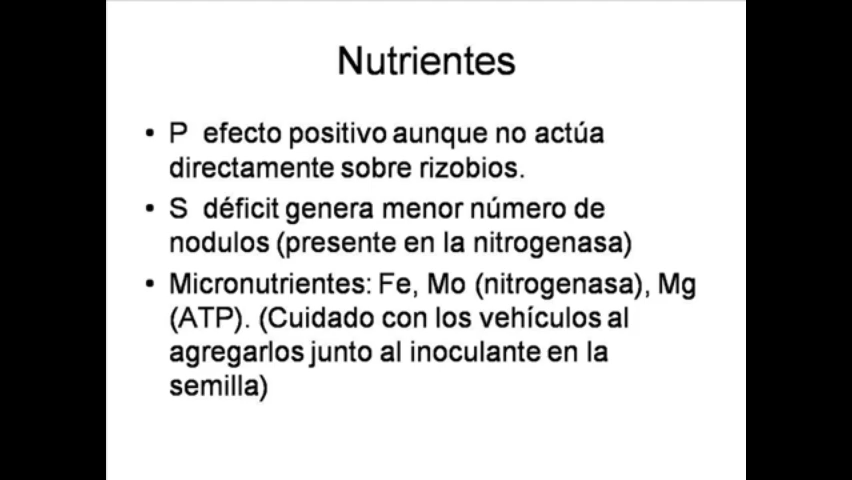 Nutrientes
• P efecto positivo aunque no actúa
directamente sobre rizobios.
• S déficit genera menor número de
nodulos (presente en la nitrogenasa)
• Micronutrientes: Fe, Mo (nitrogenasa), Mg
(ATP). (Cuidado con los vehículos al
agregarlos junto al inoculante en la
semilla)